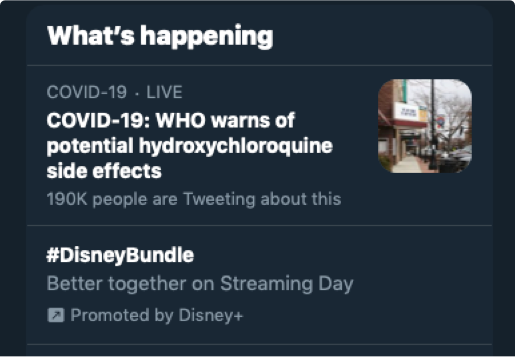 What's happening
COVID-19 · LIVE
COVID-19: WHO warns of
potential hydroxychloroquine
side effects
190K people are Tweeting about this
#DisneyBundle
Better together on Streaming Day
Promoted by Disney+